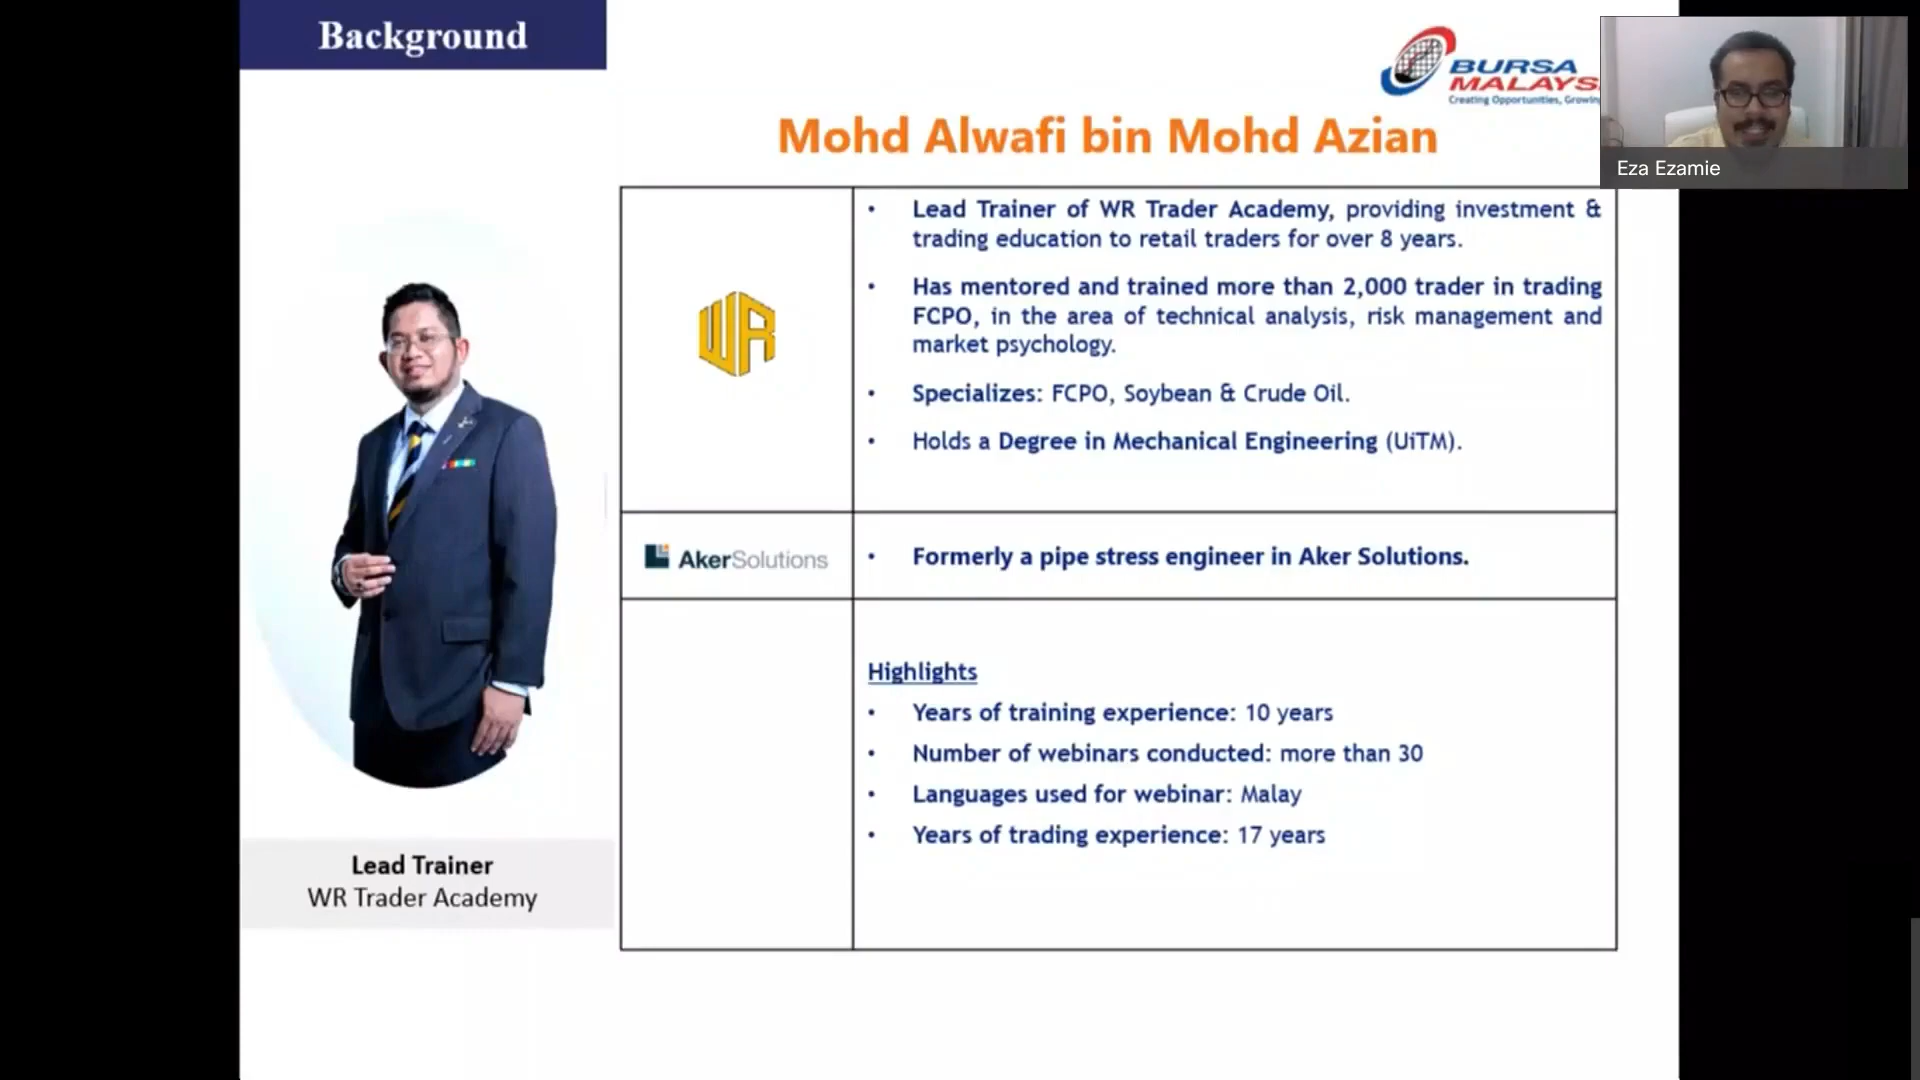 Background
BURSA
MALAYS
Creating Opportunities, Growin
Eza Ezamie
Mohd Alwafi bin Mohd Azian
WR
• Lead Trainer of WR Trader Academy, providing investment &
trading education to retail traders for over 8 years.
• Has mentored and trained more than 2,000 trader in trading
FCPO, in the area of technical analysis, risk management and
market psychology.
• Specializes: FCPO, Soybean & Crude Oil.
• Holds a Degree in Mechanical Engineering (UiTM).
AkerSolutions
• Formerly a pipe stress engineer in Aker Solutions.
Highlights
• Years of training experience: 10 years
• Number of webinars conducted: more than 30
• Languages used for webinar: Malay
• Years of trading experience: 17 years
Lead Trainer
WR Trader Academy